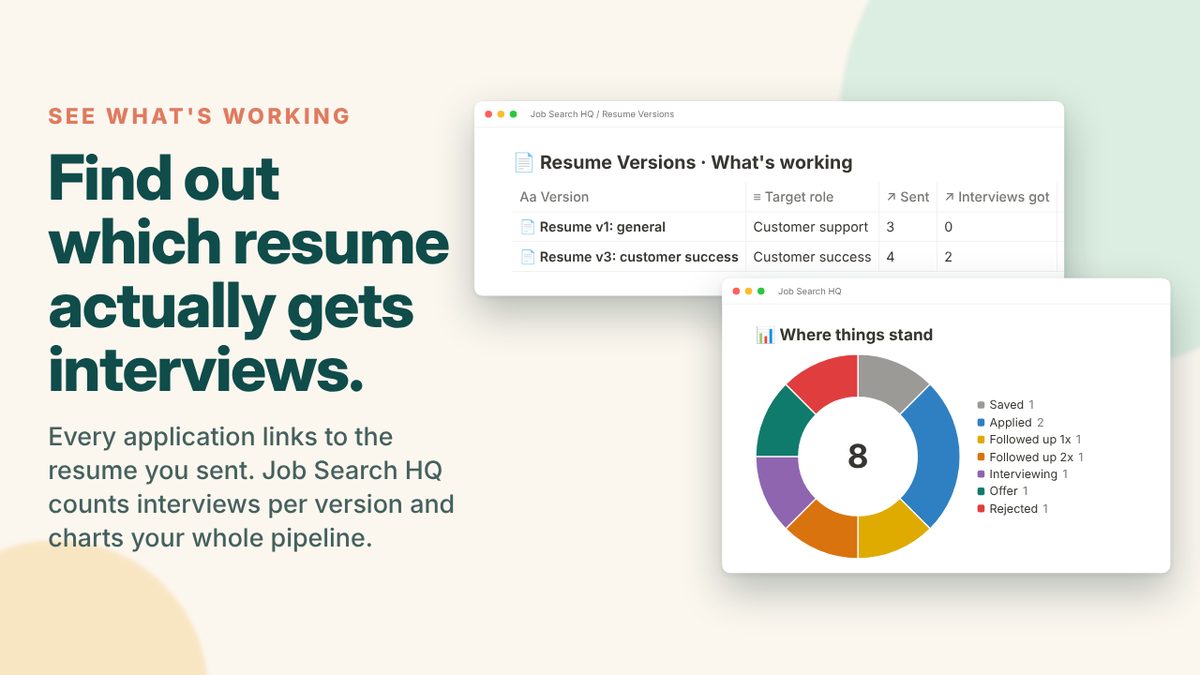 SEE WHAT'S WORKING
Find out
which resume
actually gets
interviews.
Every application links to the
resume you sent. Job Search HQ
counts interviews per version and
charts your whole pipeline.
Job Search HQ / Resume Versions
Resume Versions · What's working
Aa Version ≡ Target role ↗ Sent ↗ Interviews got
Resume v1: general Customer support 3 0
Resume v3: customer success Customer success 4 2
Job Search HQ
Where things stand
8
Saved 1
Applied 2
Followed up 1x 1
Followed up 2x 1
Interviewing 1
Offer 1
Rejected 1